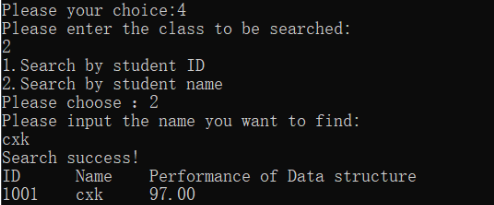 Please your choice:4
Please enter the class to be searched:
2
1.Search by student ID
2.Search by student name
Please choose : 2
Please input the name you want to find:
cxk
Search success!
ID Name Performance of Data structure
1001 cxk 97.00